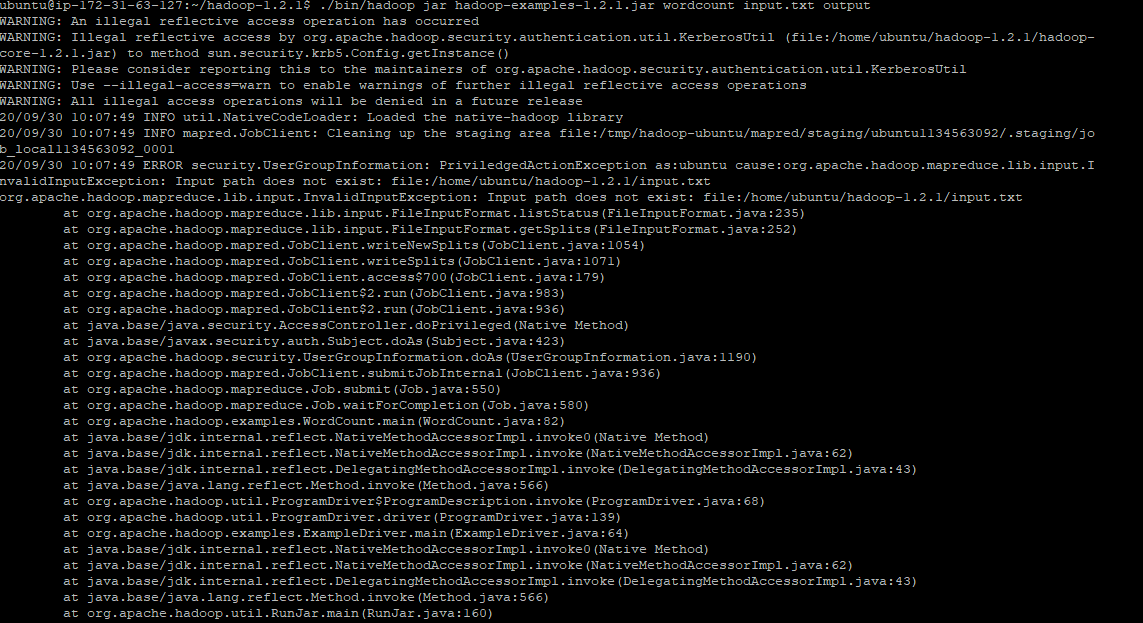 ubuntu@ip-172-31-63-127:~/hadoop-1.2.1$ ./bin/hadoop jar hadoop-examples-1.2.1.jar wordcount input.txt output
WARNING: An illegal reflective access operation has occurred
WARNING: Illegal reflective access by org.apache.hadoop.security.authentication.util.KerberosUtil (file:/home/ubuntu/hadoop-1.2.1/hadoop-
core-1.2.1.jar) to method sun.security.krb5.Config.getInstance()
WARNING: Please consider reporting this to the maintainers of org.apache.hadoop.security.authentication.util.KerberosUtil
WARNING: Use --illegal-access=warn to enable warnings of further illegal reflective access operations
WARNING: All illegal access operations will be denied in a future release
20/09/30 10:07:49 INFO util.NativeCodeLoader: Loaded the native-hadoop library
20/09/30 10:07:49 INFO mapred.JobClient: Cleaning up the staging area file:/tmp/hadoop-ubuntu/mapred/staging/ubuntu1134563092/.staging/jo
b_local1134563092_0001
20/09/30 10:07:49 ERROR security.UserGroupInformation: PriviledgedActionException as:ubuntu cause:org.apache.hadoop.mapreduce.lib.input.I
nvalidInputException: Input path does not exist: file:/home/ubuntu/hadoop-1.2.1/input.txt
org.apache.hadoop.mapreduce.lib.input.InvalidInputException: Input path does not exist: file:/home/ubuntu/hadoop-1.2.1/input.txt
at org.apache.hadoop.mapreduce.lib.input.FileInputFormat.listStatus(FileInputFormat.java:235)
at org.apache.hadoop.mapreduce.lib.input.FileInputFormat.getSplits(FileInputFormat.java:252)
at org.apache.hadoop.mapred.JobClient.writeNewSplits(JobClient.java:1054)
at org.apache.hadoop.mapred.JobClient.writeSplits(JobClient.java:1071)
at org.apache.hadoop.mapred.JobClient.access$700(JobClient.java:179)
at org.apache.hadoop.mapred.JobClient$2.run(JobClient.java:983)
at org.apache.hadoop.mapred.JobClient$2.run(JobClient.java:936)
at java.base/java.security.AccessController.doPrivileged(Native Method)
at java.base/javax.security.auth.Subject.doAs(Subject.java:423)
at org.apache.hadoop.security.UserGroupInformation.doAs(UserGroupInformation.java:1190)
at org.apache.hadoop.mapred.JobClient.submitJobInternal(JobClient.java:936)
at org.apache.hadoop.mapreduce.Job.submit(Job.java:550)
at org.apache.hadoop.mapreduce.Job.waitForCompletion(Job.java:580)
at org.apache.hadoop.examples.WordCount.main(WordCount.java:82)
at java.base/jdk.internal.reflect.NativeMethodAccessorImpl.invoke0(Native Method)
at java.base/jdk.internal.reflect.NativeMethodAccessorImpl.invoke(NativeMethodAccessorImpl.java:62)
at java.base/jdk.internal.reflect.DelegatingMethodAccessorImpl.invoke(DelegatingMethodAccessorImpl.java:43)
at java.base/java.lang.reflect.Method.invoke(Method.java:566)
at org.apache.hadoop.util.ProgramDriver$ProgramDescription.invoke(ProgramDriver.java:68)
at org.apache.hadoop.util.ProgramDriver.driver(ProgramDriver.java:139)
at org.apache.hadoop.examples.ExampleDriver.main(ExampleDriver.java:64)
at java.base/jdk.internal.reflect.NativeMethodAccessorImpl.invoke0(Native Method)
at java.base/jdk.internal.reflect.NativeMethodAccessorImpl.invoke(NativeMethodAccessorImpl.java:62)
at java.base/jdk.internal.reflect.DelegatingMethodAccessorImpl.invoke(DelegatingMethodAccessorImpl.java:43)
at java.base/java.lang.reflect.Method.invoke(Method.java:566)
at org.apache.hadoop.util.RunJar.main(RunJar.java:160)